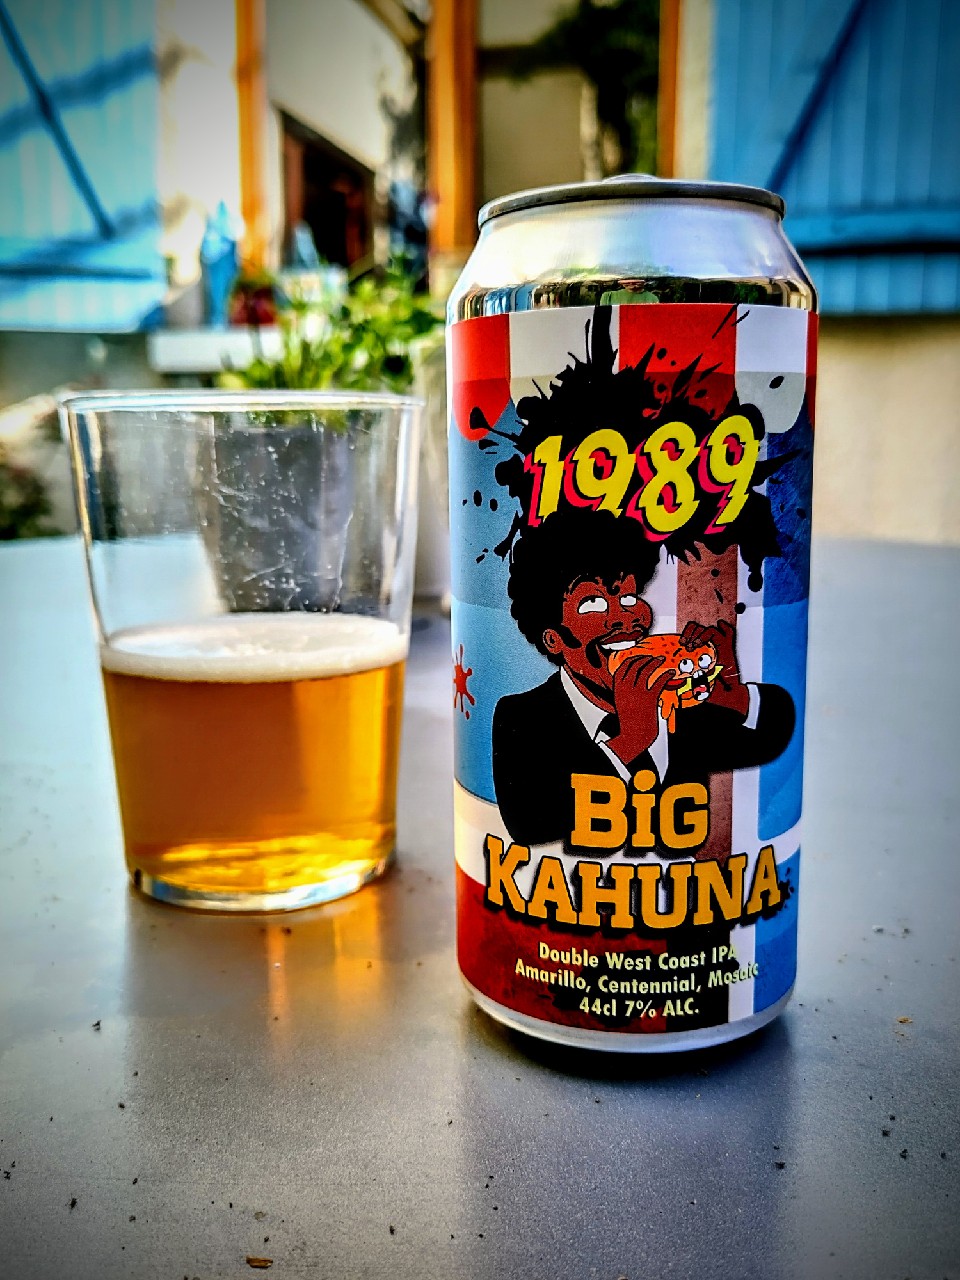 1989
BiG
KAHUNA
Double West Coast IPA
Amarillo, Centennial, Mosaic
44cl 7% ALC.